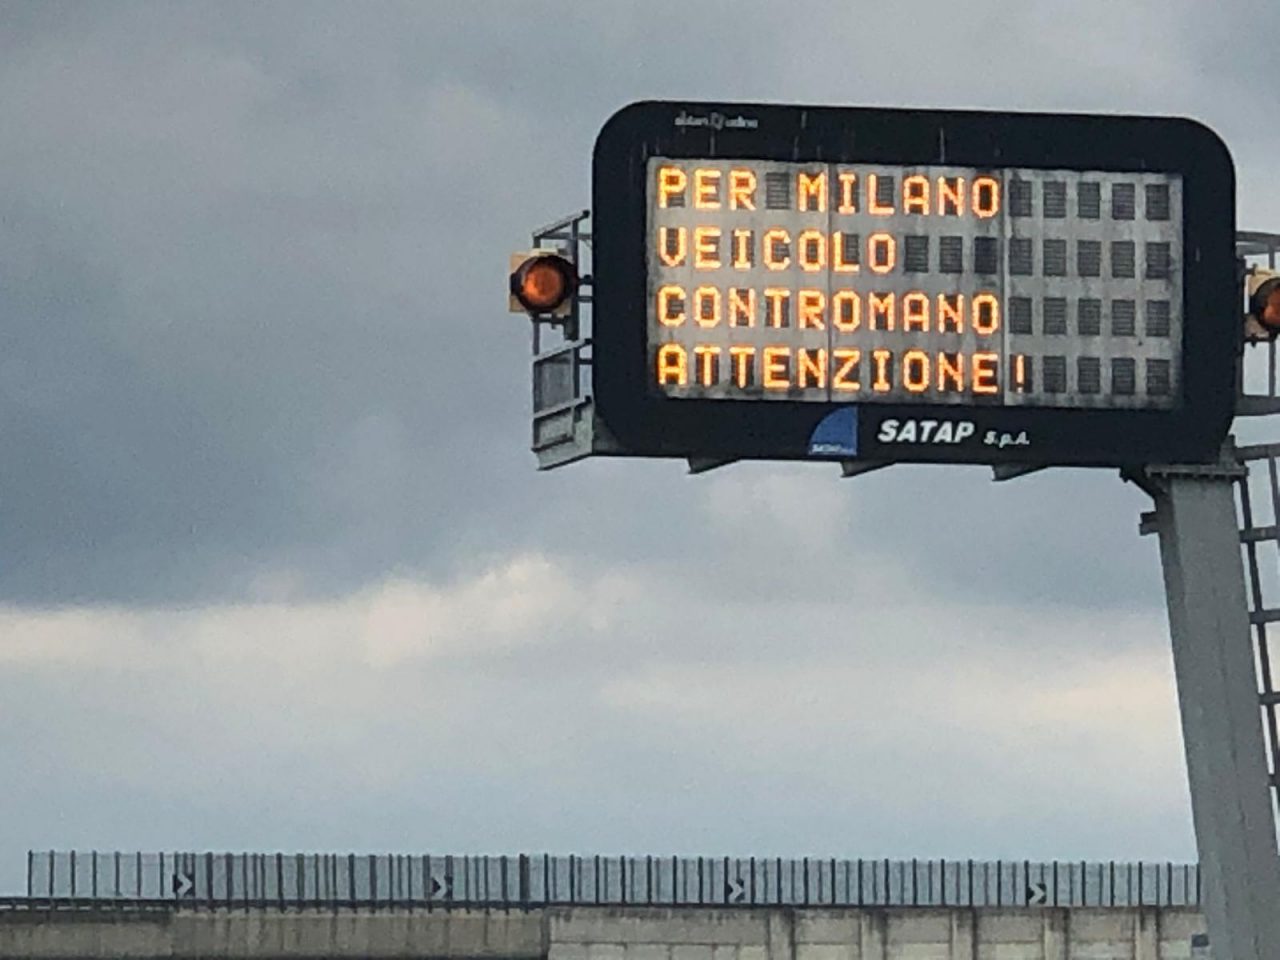 PER MILANO
VEICOLO
CONTROMANO
ATTENZIONE!
SATAP S.p.A.